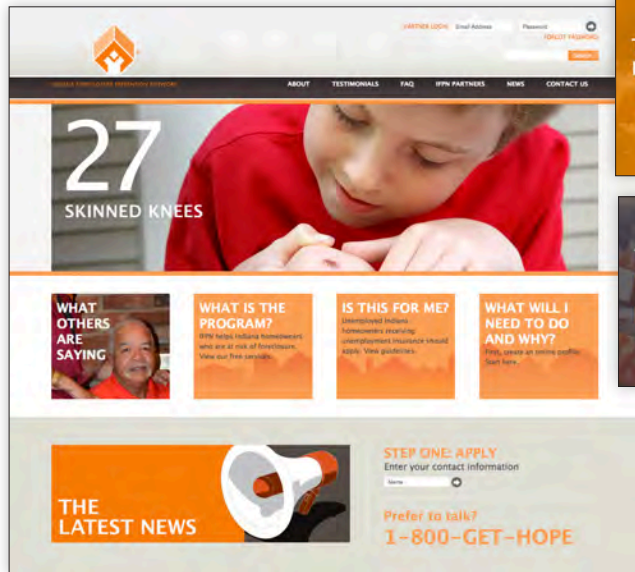 PARTNER LOGIN Email Address Password
FORGOT PASSWORD
Search
INDIANA FORECLOSURE PREVENTION NETWORK
ABOUT TESTIMONIALS FAQ IFPN PARTNERS NEWS CONTACT US
27
SKINNED KNEES
WHAT
OTHERS
ARE
SAYING
WHAT IS THE
PROGRAM?
IFPN helps Indiana homeowners
who are at risk of foreclosure.
View our free services.
IS THIS FOR ME?
Unemployed Indiana
homeowners receiving
unemployment insurance should
apply. View guidelines.
WHAT WILL I
NEED TO DO
AND WHY?
First, create an online profile.
Start here.
THE
LATEST NEWS
STEP ONE: APPLY
Enter your contact information
Name
Prefer to talk?
1-800-GET-HOPE